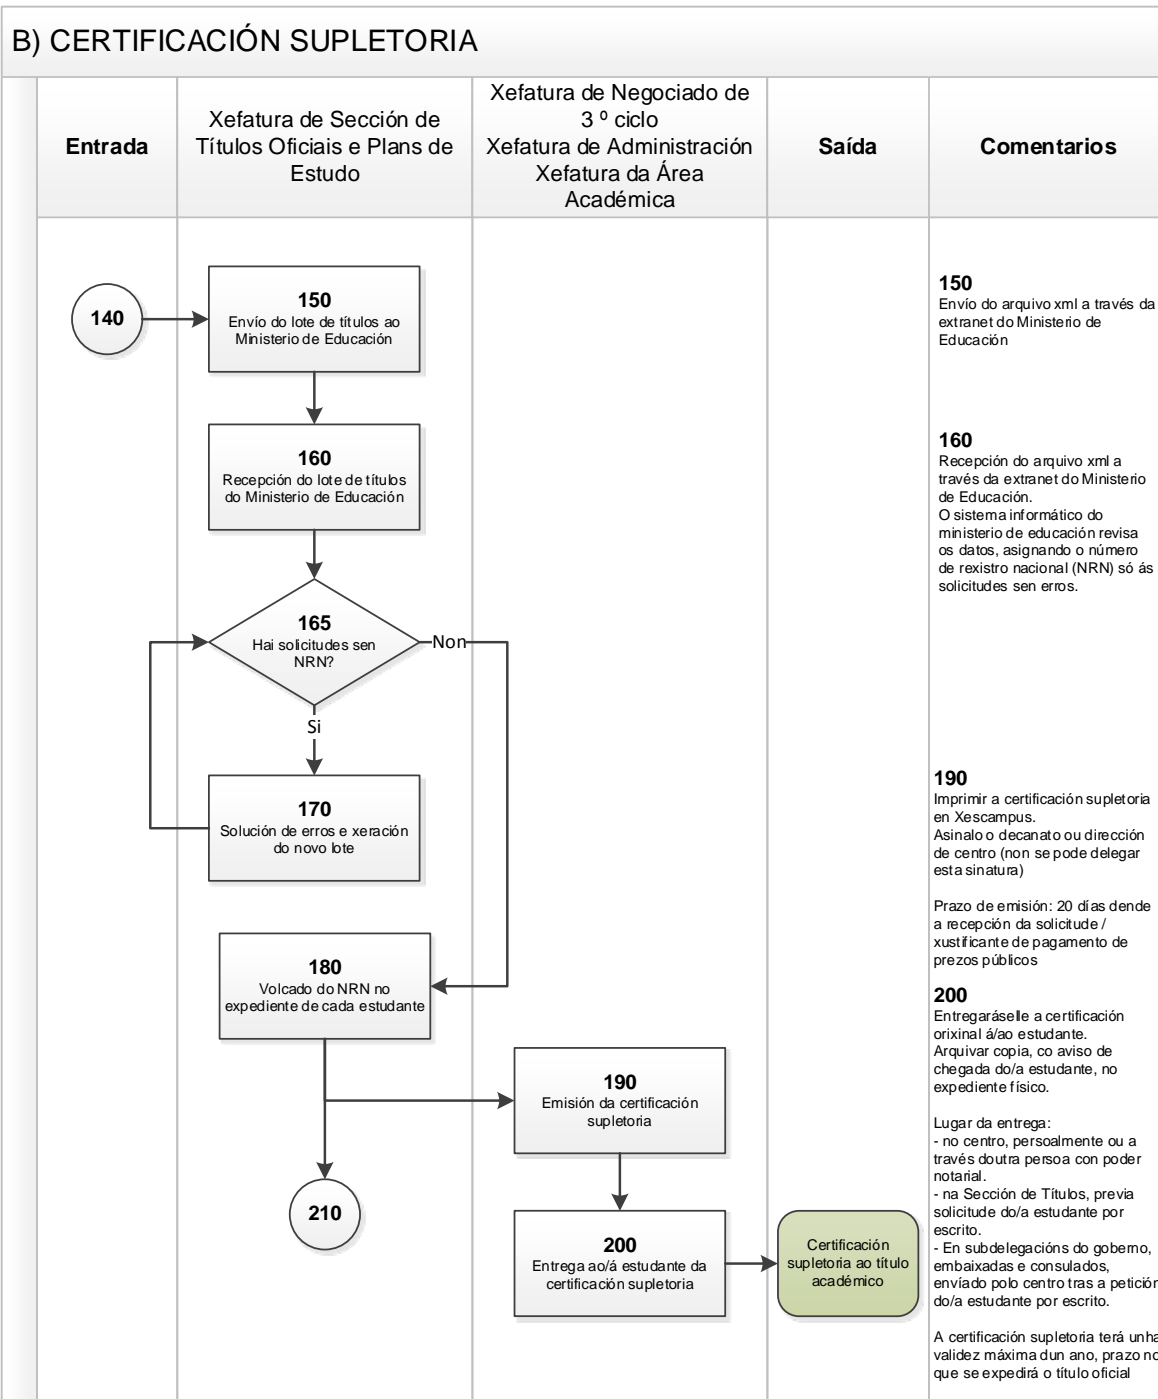 B) CERTIFICACIÓN SUPLETORIA
Entrada
Xefatura de Sección de
Títulos Oficiais e Plans de
Estudo
Xefatura de Negociado de
3 º ciclo
Xefatura de Administración
Xefatura da Área
Académica
Saída
Comentarios
140
150
Envío do lote de títulos ao
Ministerio de Educación
160
Recepción do lote de títulos
do Ministerio de Educación
165
Hai solicitudes sen
NRN?
Non
Si
170
Solución de erros e xeración
do novo lote
180
Volcado do NRN no
expediente de cada estudante
190
Emisión da certificación
supletoria
210
200
Entrega ao/á estudante da
certificación supletoria
Certificación
supletoria ao título
académico
150
Envío do arquivo xml a través da
extranet do Ministerio de
Educación
160
Recepción do arquivo xml a
través da extranet do Ministerio
de Educación.
O sistema informático do
ministerio de educación revisa
os datos, asignando o número
de rexistro nacional (NRN) só ás
solicitudes sen erros.
190
Imprimir a certificación supletoria
en Xescampus.
Asinalo o decanato ou dirección
de centro (non se pode delegar
esta sinatura)
Prazo de emisión: 20 días dende
a recepción da solicitude /
xustificante de pagamento de
prezos públicos
200
Entregaráselle a certificación
orixinal á/ao estudante.
Arquivar copia, co aviso de
chegada do/a estudante, no
expediente físico.
Lugar da entrega:
- no centro, persoalmente ou a
través doutra persoa con poder
notarial.
- na Sección de Títulos, previa
solicitude do/a estudante por
escrito.
- En subdelegacións do goberno,
embaixadas e consulados,
envíado polo centro tras a petición
do/a estudante por escrito.
A certificación supletoria terá unha
validez máxima dun ano, prazo no
que se expedirá o título oficial